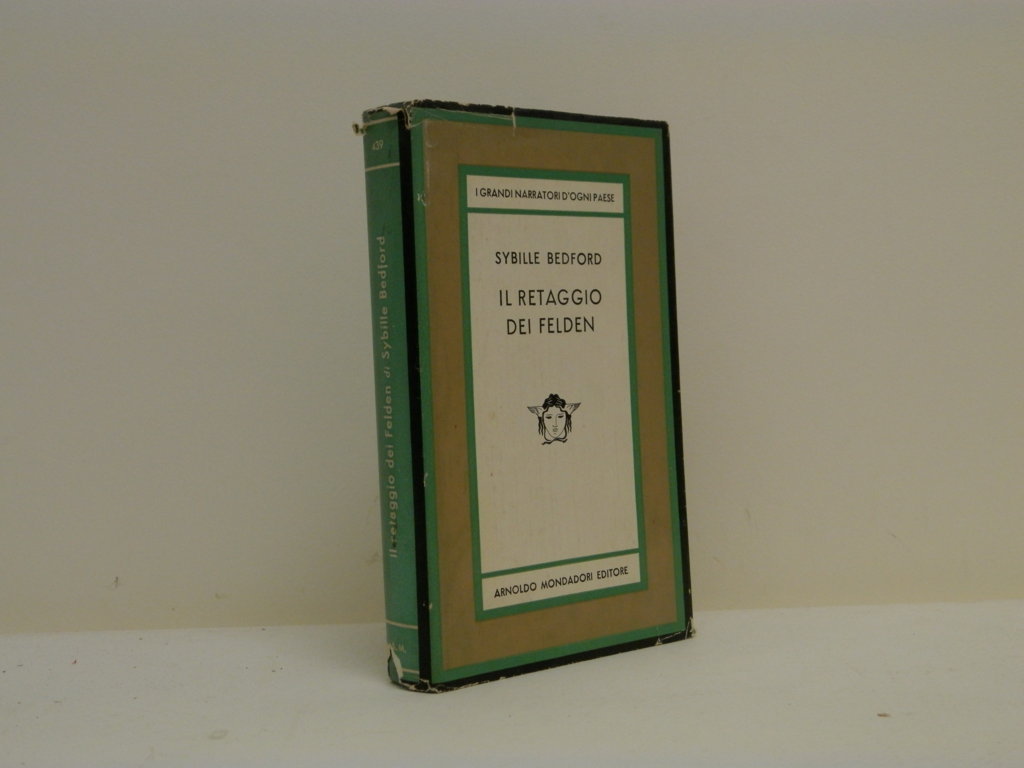 439
Il retaggio dei Felden di Sybille Bedford
I GRANDI NARRATORI D'OGNI PAESE
SYBILLE BEDFORD
IL RETAGGIO
DEI FELDEN
ARNOLDO MONDADORI EDITORE